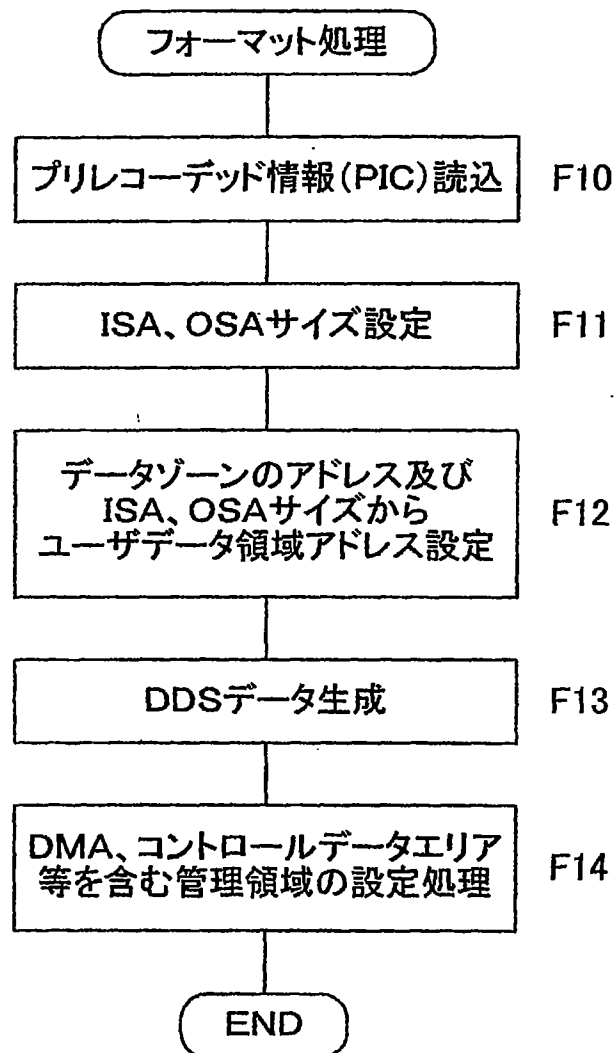 フォーマット処理
プリレコーデッド情報(PIC)読込
F10
ISA、OSAサイズ設定
F11
データゾーンのアドレス及び
ISA、OSAサイズから
ユーザデータ領域アドレス設定
F12
DDSデータ生成
F13
DMA、コントロールデータエリア
等を含む管理領域の設定処理
F14
END